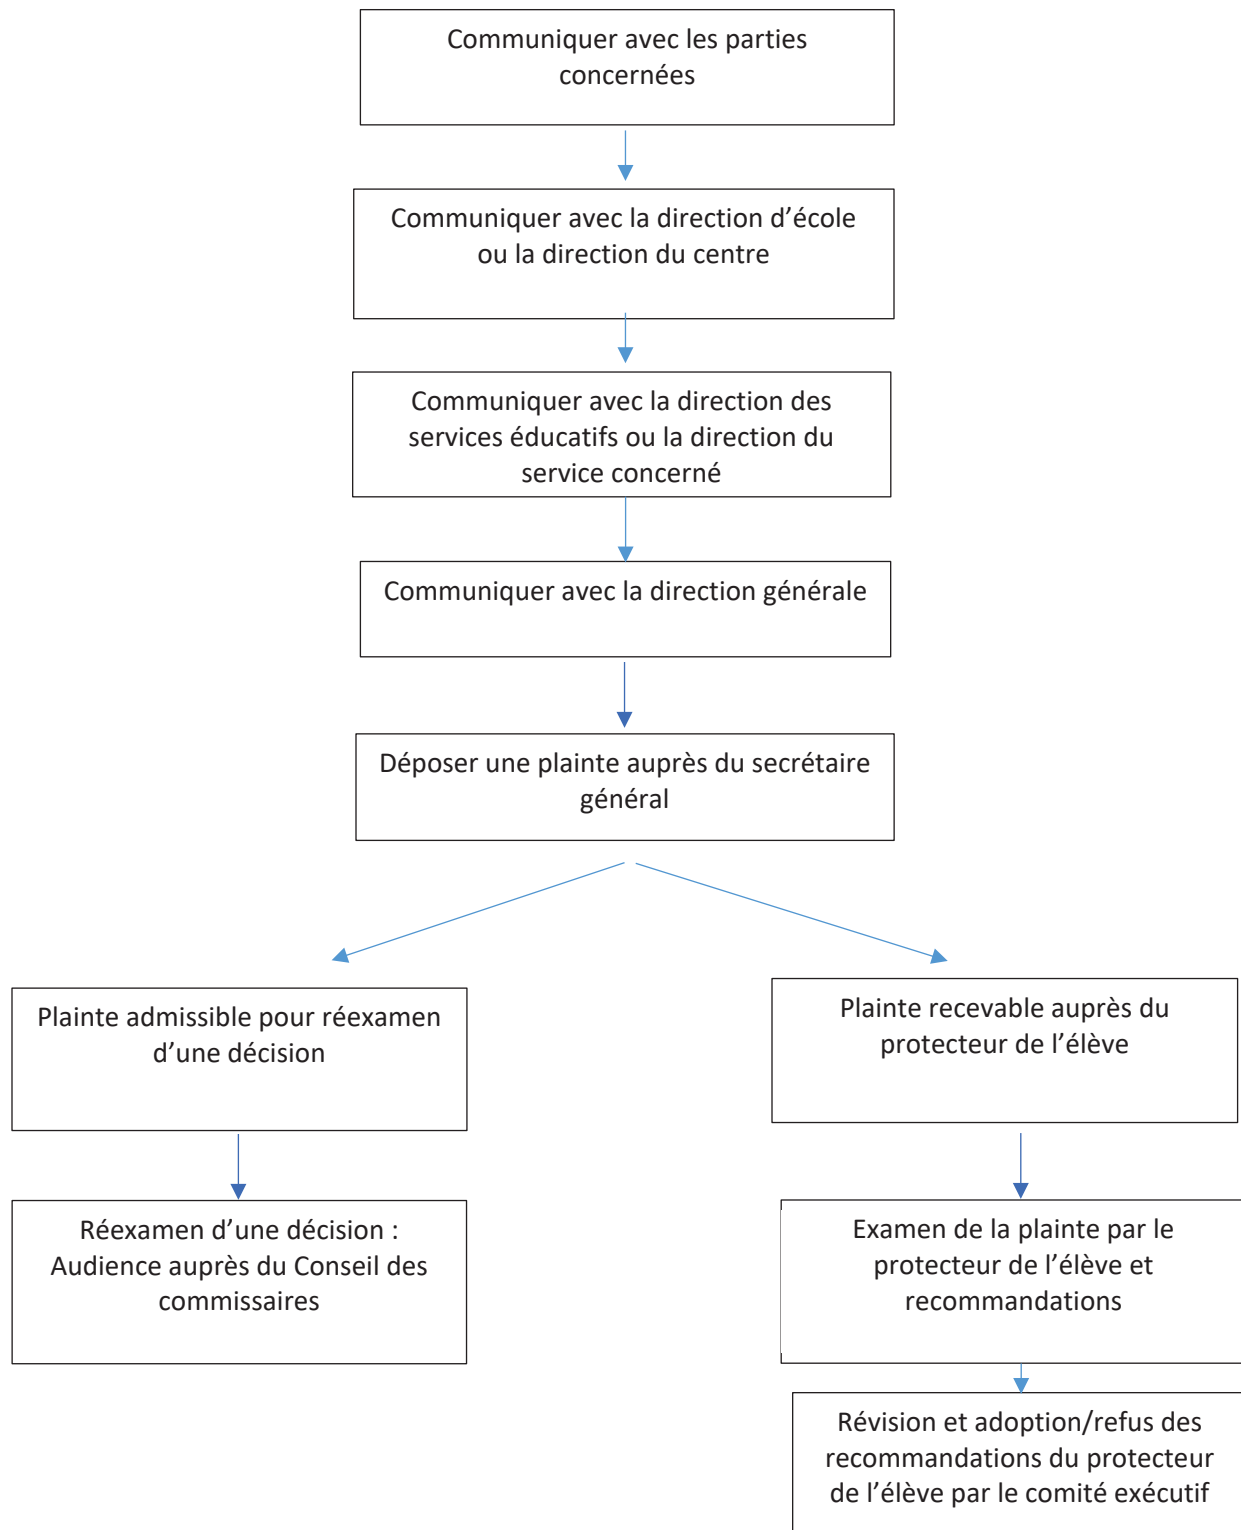 Communiquer avec les parties
concernées
Communiquer avec la direction d’école
ou la direction du centre
Communiquer avec la direction des
services éducatifs ou la direction du
service concerné
Communiquer avec la direction générale
Déposer une plainte auprès du secrétaire
général
Plainte admissible pour réexamen
d’une décision
Plainte recevable auprès du
protecteur de l’élève
Réexamen d’une décision :
Audience auprès du Conseil des
commissaires
Examen de la plainte par le
protecteur de l’élève et
recommandations
Révision et adoption/refus des
recommandations du protecteur
de l’élève par le comité exécutif